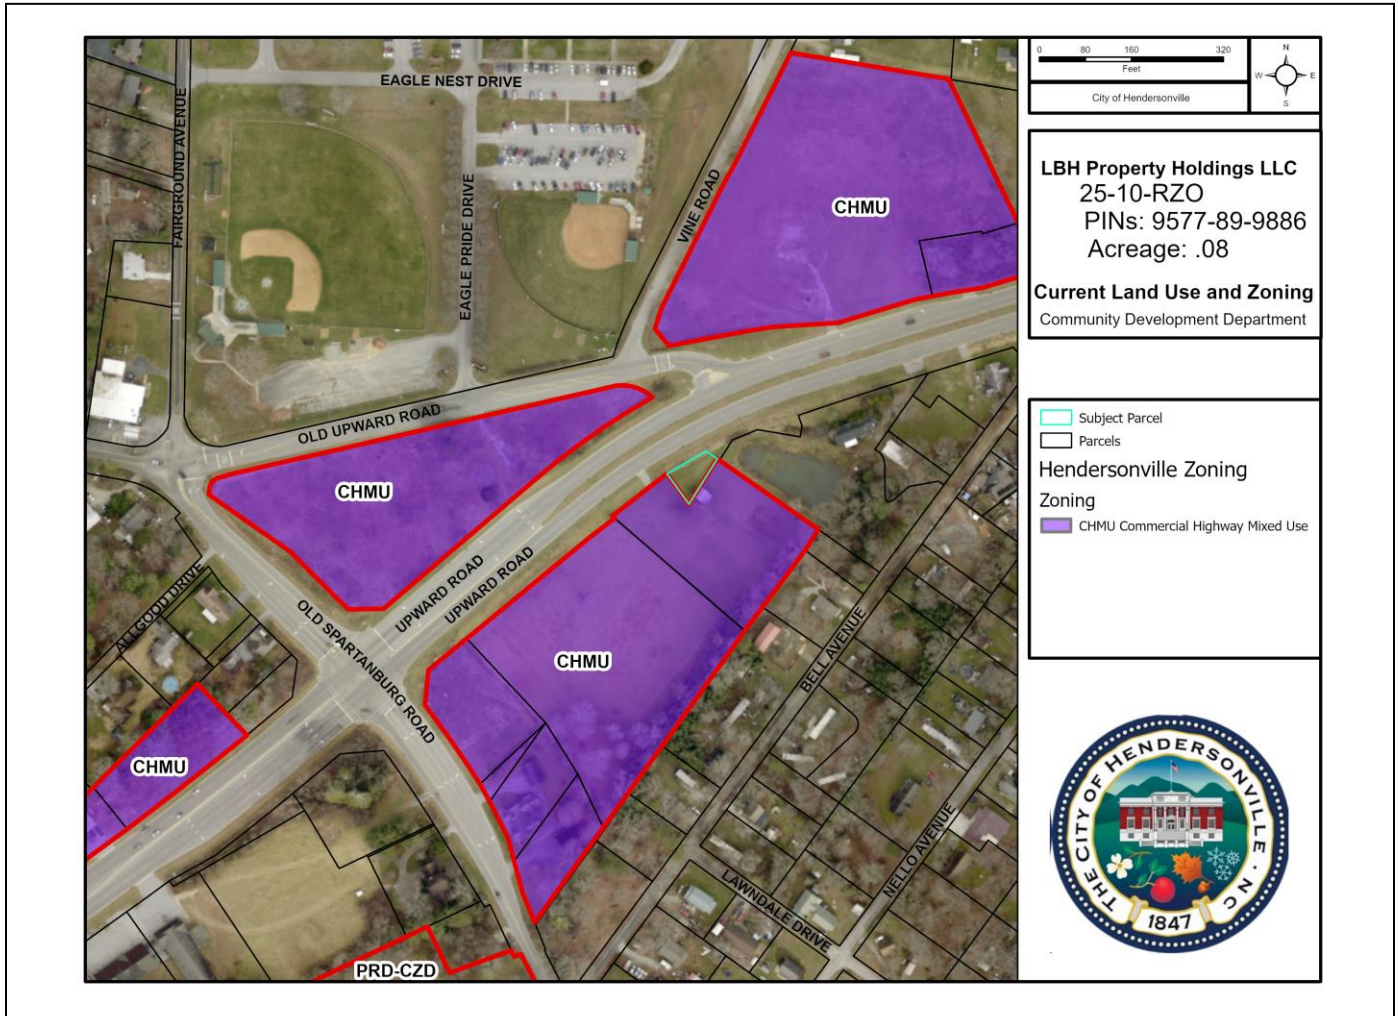 EAGLE NEST DRIVE
FAIRGROUND AVENUE
EAGLE PRIDE DRIVE
VINE ROAD
CHMU
OLD UPWARD ROAD
CHMU
UPWARD ROAD
UPWARD ROAD
ALLGOOD DRIVE
OLD SPARTANBURG ROAD
CHMU
BELL AVENUE
CHMU
NELLO AVENUE
LAWNDALE DRIVE
PRD-CZD
0 80 160 320
Feet
City of Hendersonville
N
W E
S
LBH Property Holdings LLC
25-10-RZO
PINs: 9577-89-9886
Acreage: .08
Current Land Use and Zoning
Community Development Department
Subject Parcel
Parcels
Hendersonville Zoning
Zoning
CHMU Commercial Highway Mixed Use
THE CITY OF HENDERSONVILLE · NC
1847